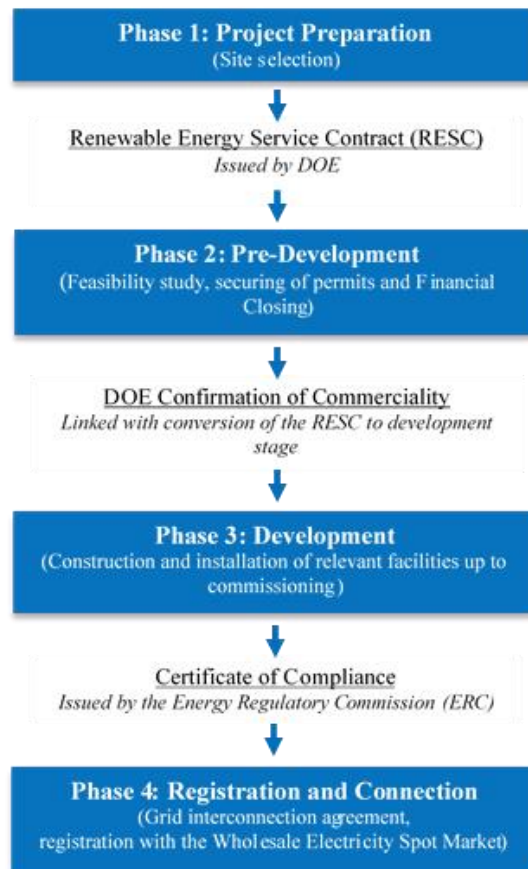 Phase 1: Project Preparation
(Site selection)
Renewable Energy Service Contract (RESC)
Issued by DOE
Phase 2: Pre-Development
(Feasibility study, securing of permits and Financial
Closing)
DOE Confirmation of Commerciality
Linked with conversion of the RESC to development
stage
Phase 3: Development
(Construction and installation of relevant facilities up to
commissioning)
Certificate of Compliance
Issued by the Energy Regulatory Commission (ERC)
Phase 4: Registration and Connection
(Grid interconnection agreement,
registration with the Wholesale Electricity Spot Market)